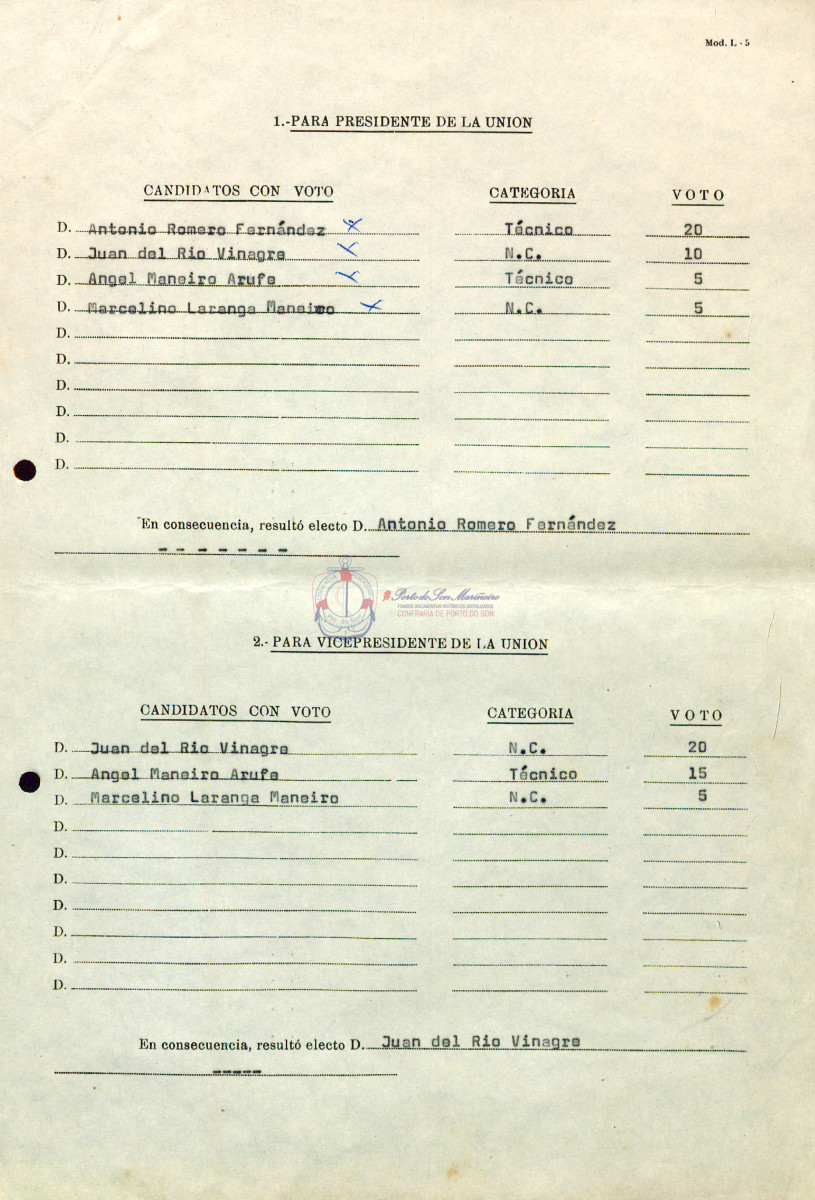 Mod. L - 5
1.-PARA PRESIDENTE DE LA UNION
CANDIDATOS CON VOTO CATEGORIA VOTO
D. Antonio Romero Fernández Técnico 20
D. Juan del Rio Vinagre N.C. 10
D. Angel Maneiro Arufe Técnico 5
D. Marcelino Laranga Maneiro N.C. 5
D.
D.
D.
D.
D.
D.
En consecuencia, resultó electo D. Antonio Romero Fernández
- - - - - - -
#Porto do Son Mariñeiro
FONDOS DOCUMENTAIS HISTÓRICOS DIXITALIZADOS
CONFRARÍA DE PORTO DO SON
2.- PARA VICEPRESIDENTE DE LA UNION
CANDIDATOS CON VOTO CATEGORIA VOTO
D. Juan del Rio Vinagre N.C. 20
D. Angel Maneiro Arufe Técnico 15
D. Marcelino Laranga Maneiro N.C. 5
D.
D.
D.
D.
D.
D.
D.
En consecuencia, resultó electo D. Juan del Rio Vinagre
-----